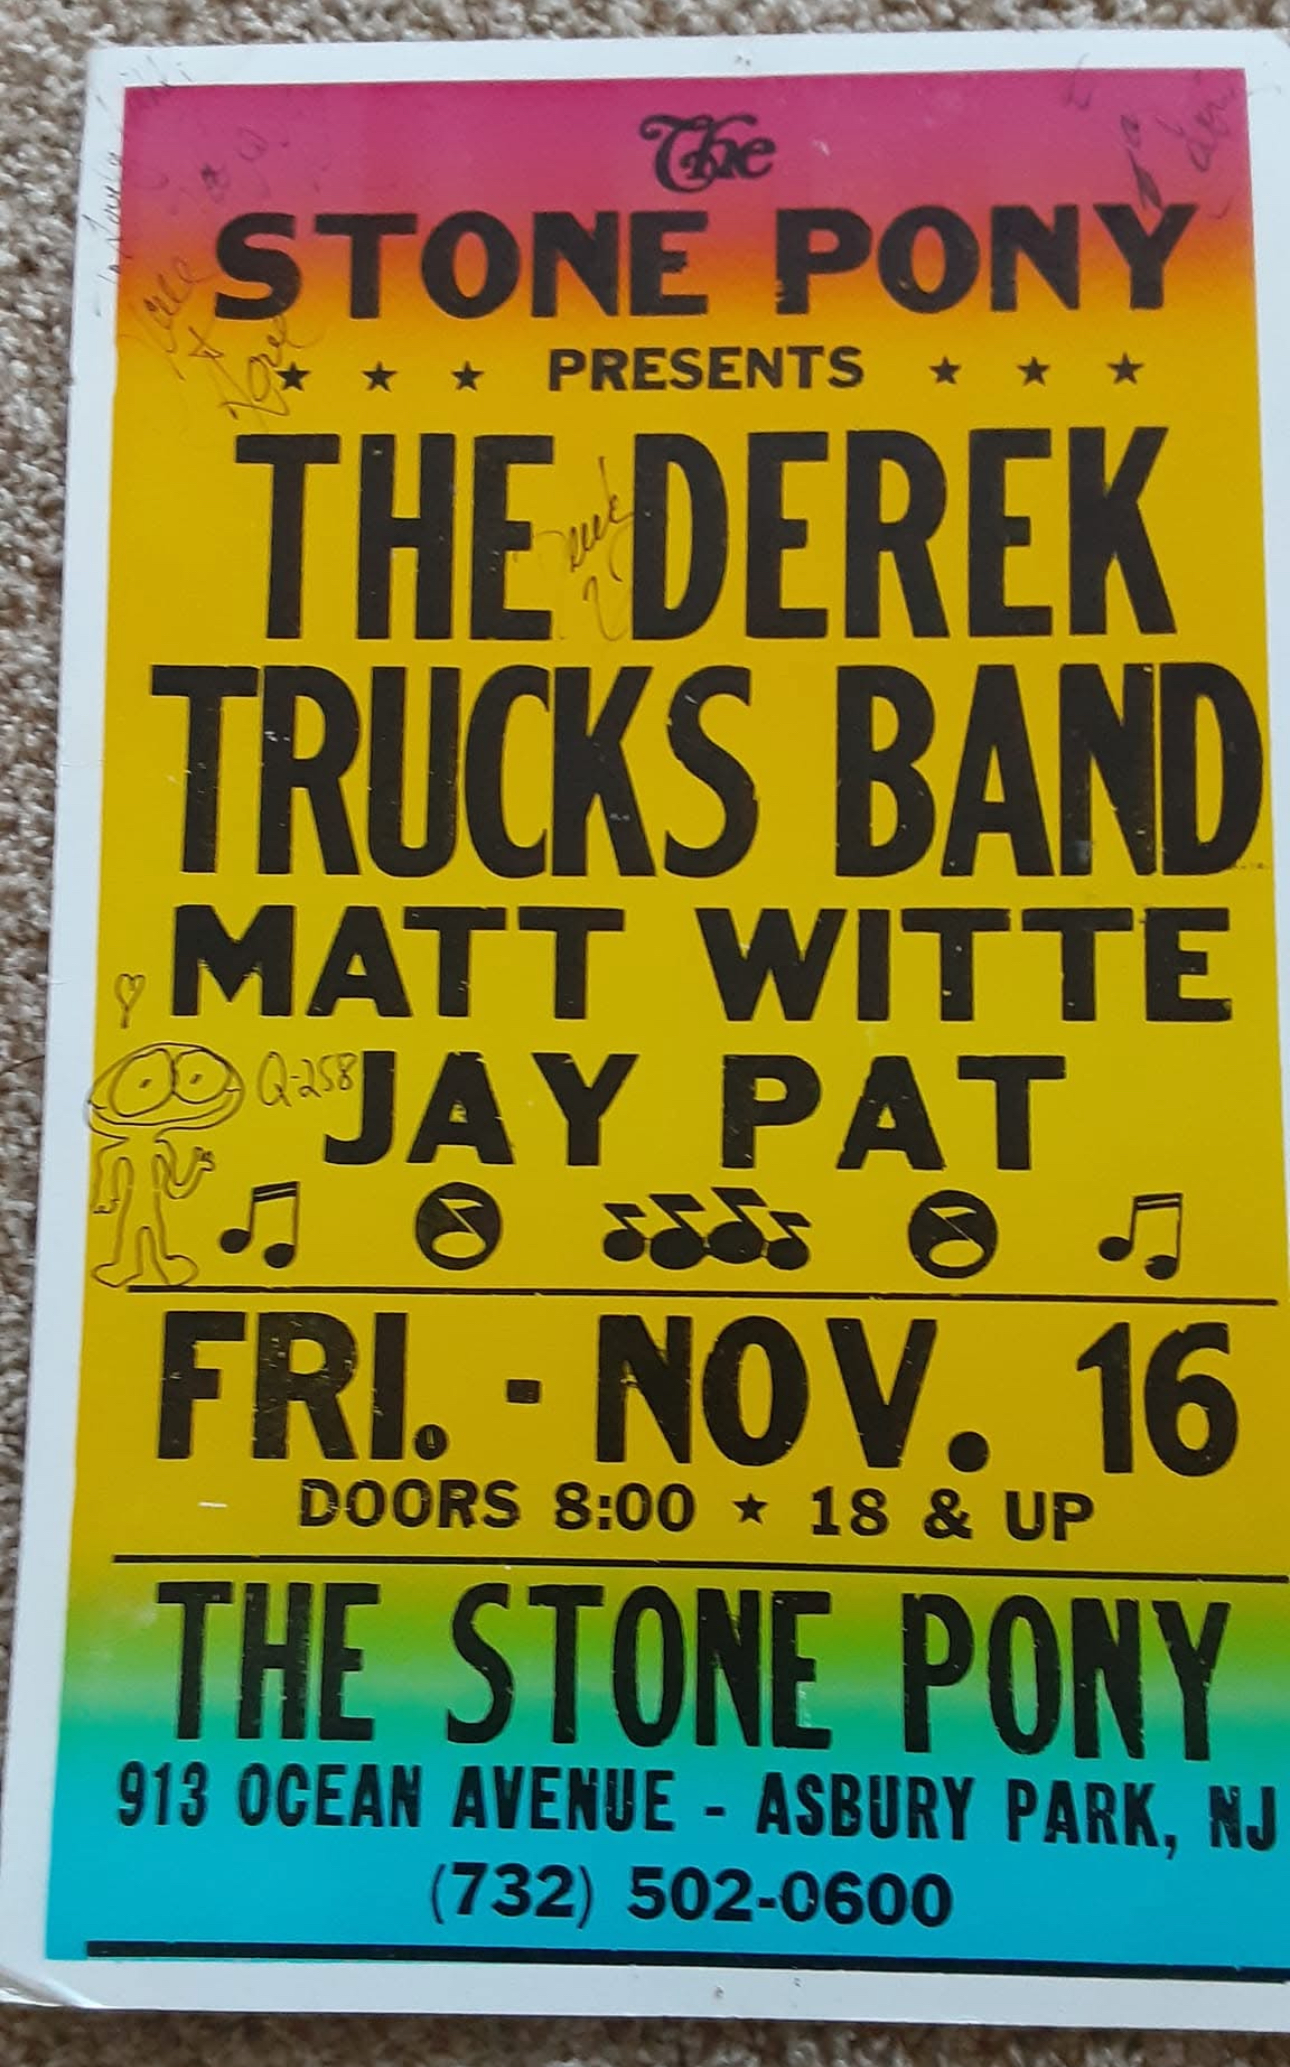 The
STONE PONY
★ ★ ★ PRESENTS ★ ★ ★
THE DEREK
TRUCKS BAND
MATT WITTE
Q-258
JAY PAT
FRI. - NOV. 16
DOORS 8:00 ★ 18 & UP
THE STONE PONY
913 OCEAN AVENUE - ASBURY PARK, NJ
(732) 502-0600